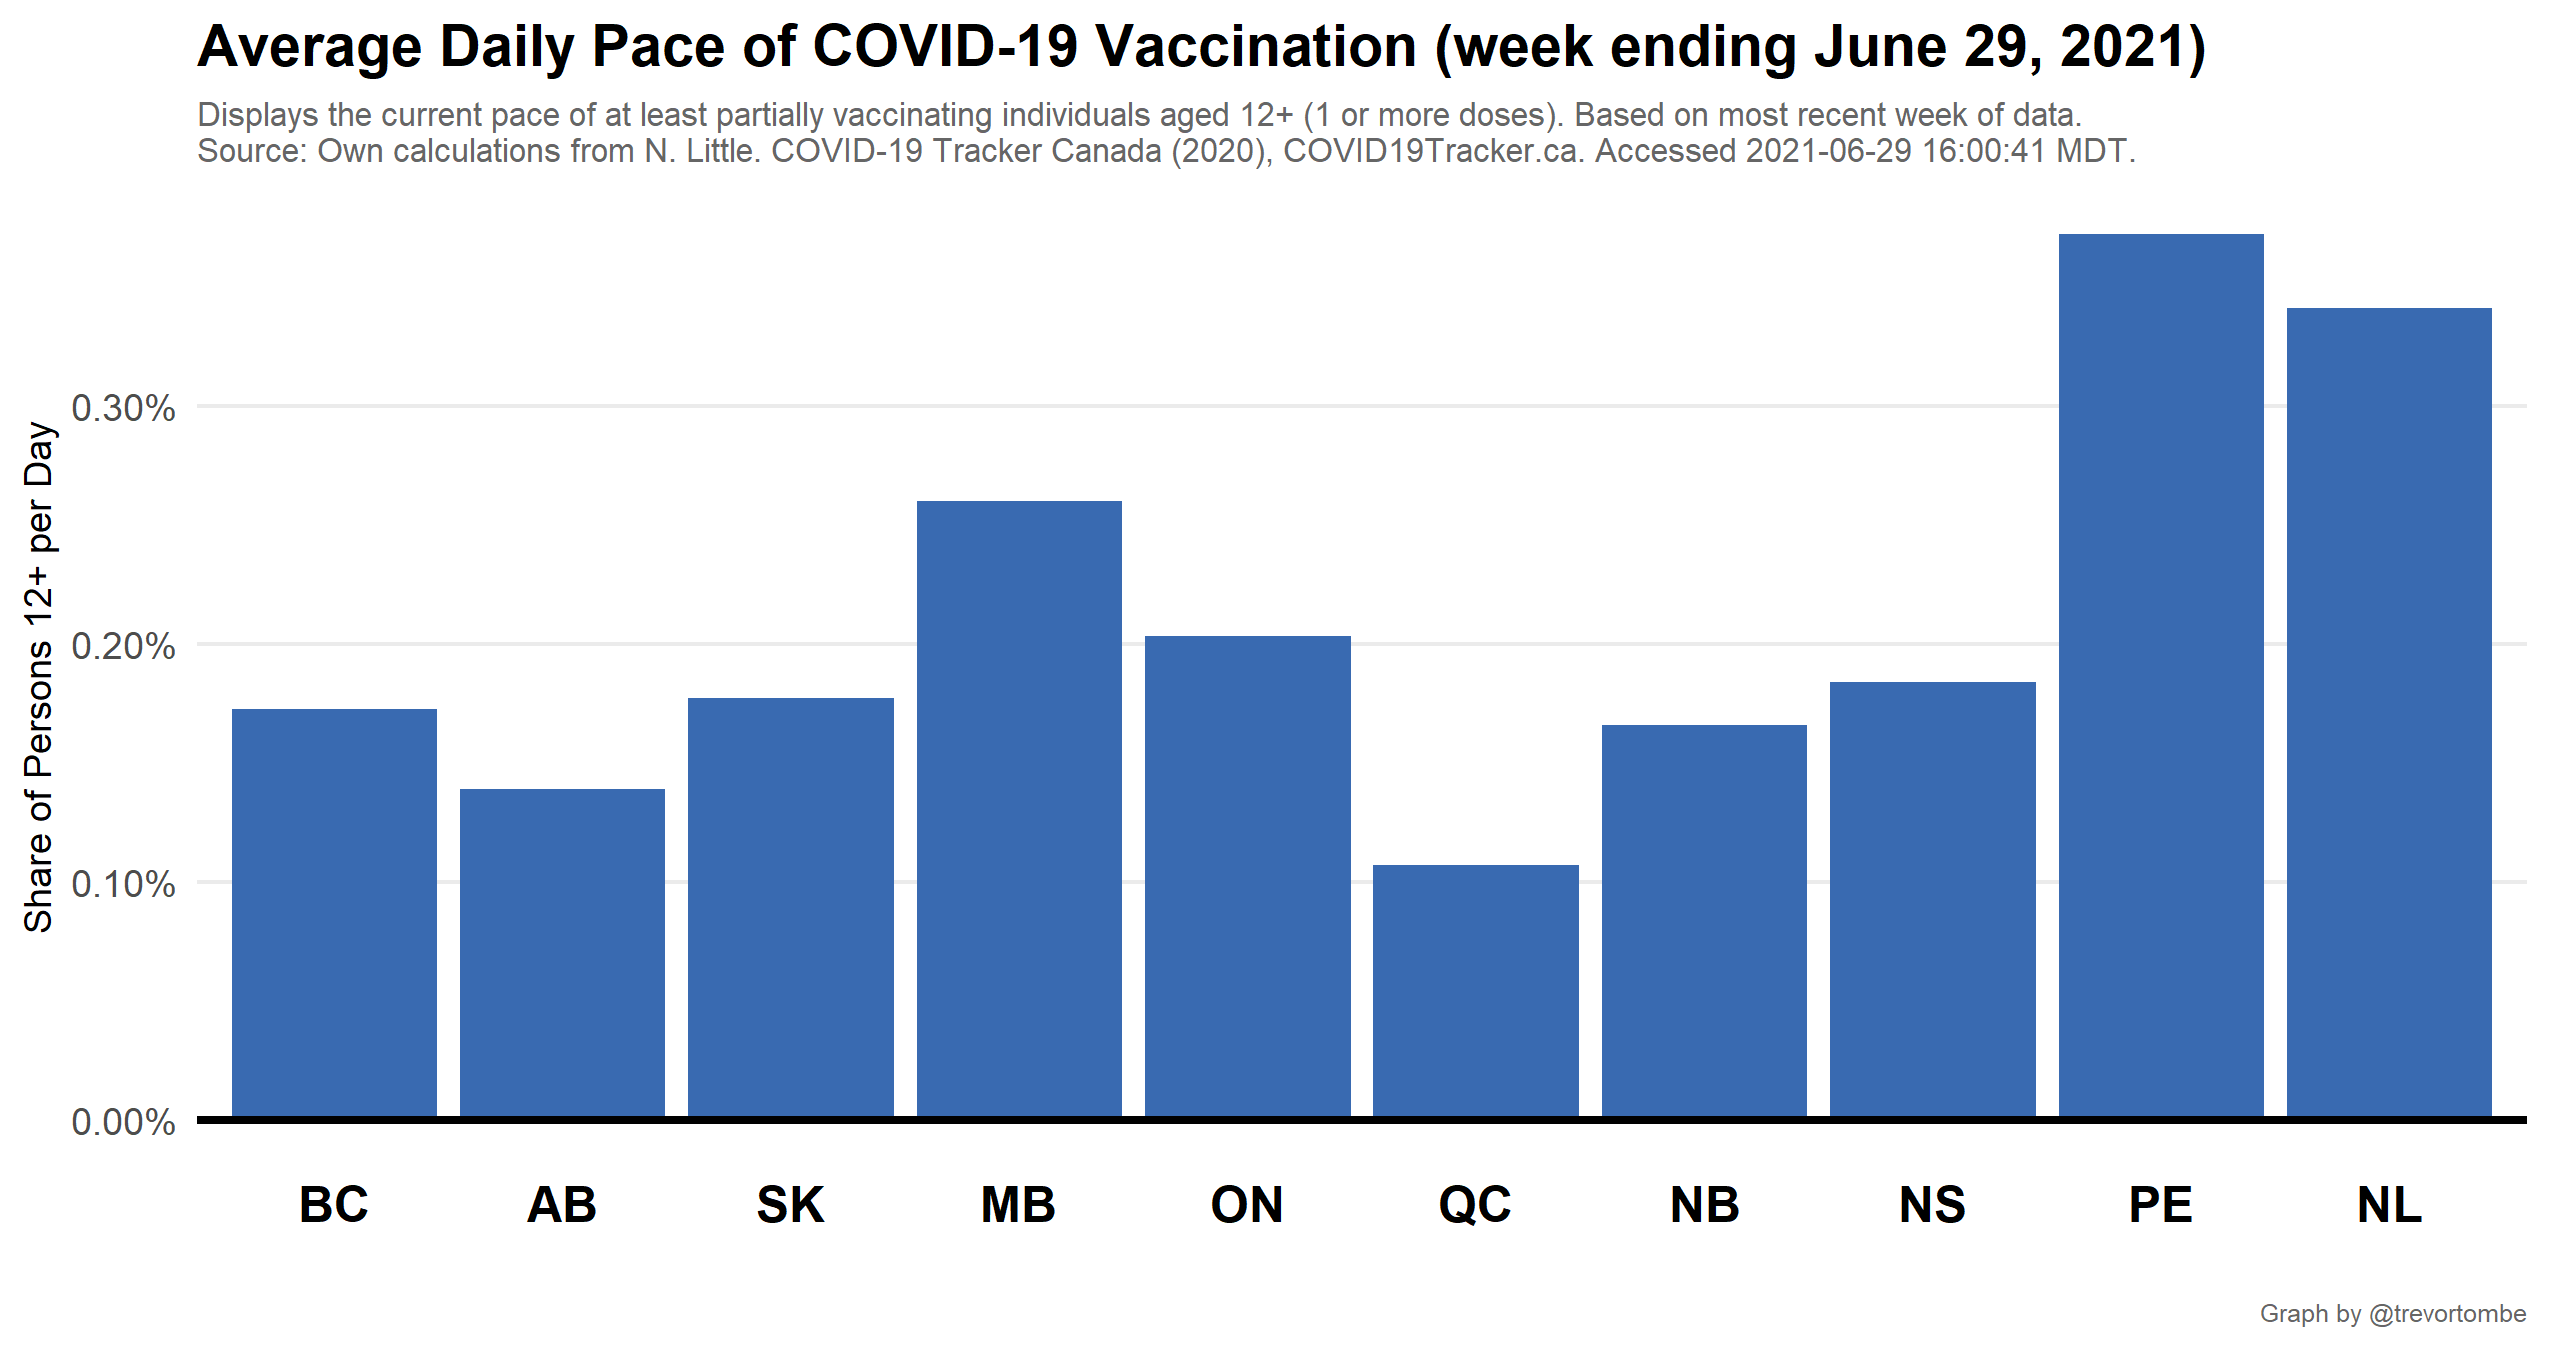 Average Daily Pace of COVID-19 Vaccination (week ending June 29, 2021)
Displays the current pace of at least partially vaccinating individuals aged 12+ (1 or more doses). Based on most recent week of data.
Source: Own calculations from N. Little. COVID-19 Tracker Canada (2020), COVID19Tracker.ca. Accessed 2021-06-29 16:00:41 MDT.
Share of Persons 12+ per Day
0.30%
0.20%
0.10%
0.00%
BC AB SK MB ON QC NB NS PE NL
Graph by @trevortombe